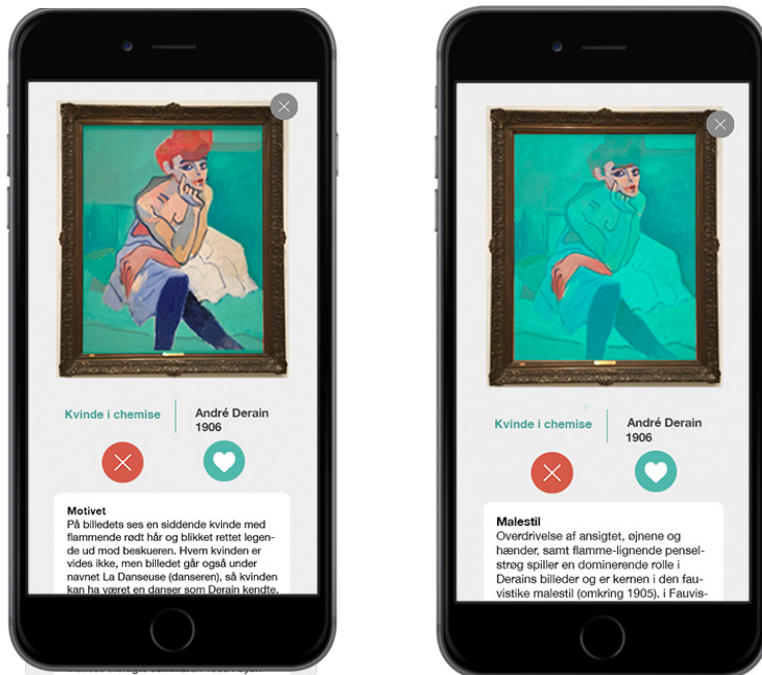 Kvinde i chemise
André Derain
1906
Motivet
På billedets ses en siddende kvinde med
flammende rødt hår og blikket rettet legen-
de ud mod beskueren. Hvem kvinden er
vides ikke, men billedet går også under
navnet La Danseuse (danseren), så kvinden
kan ha været en danser som Derain kendte.
Kvinde i chemise
André Derain
1906
Malestil
Overdrivelse af ansigtet, øjnene og
hænder, samt flamme-lignende pensel-
strøg spiller en dominerende rolle i
Derains billeder og er kernen i den fau-
vistike malestil (omkring 1905). i Fauvis-